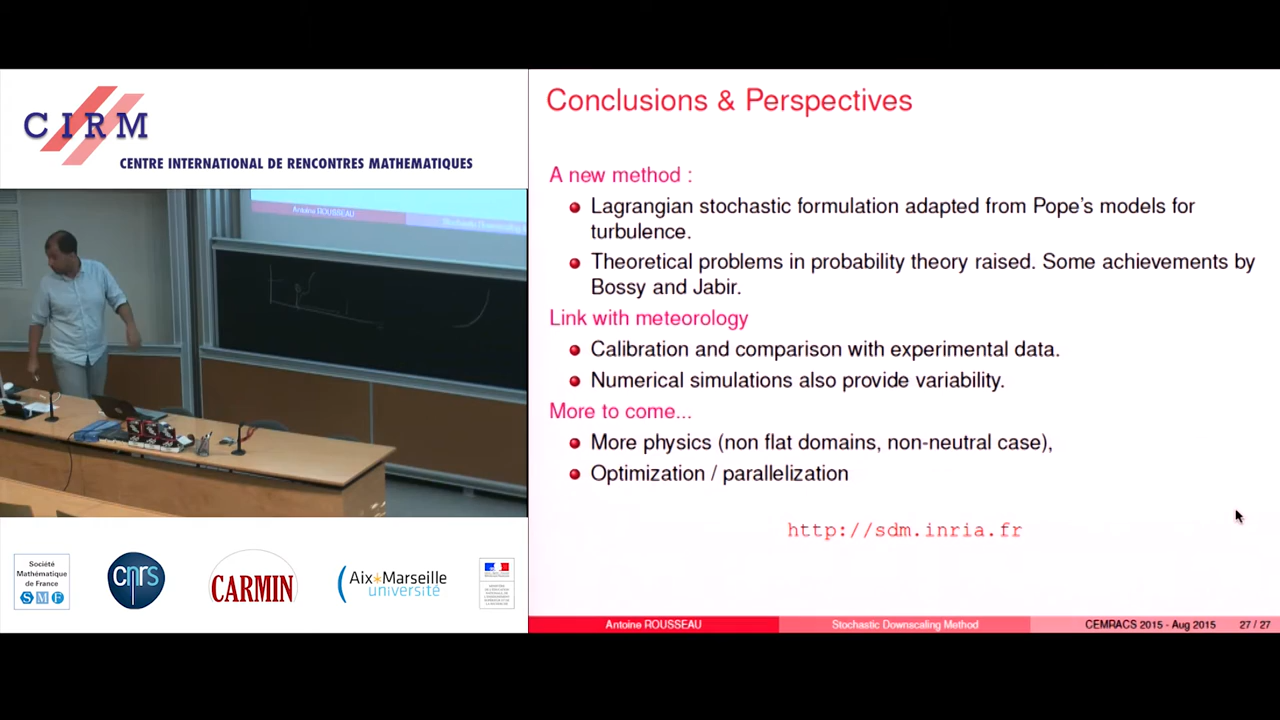 CIRM
CENTRE INTERNATIONAL DE RENCONTRES MATHEMATIQUES
Antoine ROUSSEAU
Société
Mathématique
de France
SMF
cnrs
CARMIN
Aix*Marseille
université
Conclusions & Perspectives
A new method :
Lagrangian stochastic formulation adapted from Pope's models for
turbulence.
Theoretical problems in probability theory raised. Some achievements by
Bossy and Jabir.
Link with meteorology
Calibration and comparison with experimental data.
Numerical simulations also provide variability.
More to come...
More physics (non flat domains, non-neutral case),
Optimization / parallelization
http://sdm.inria.fr
Antoine ROUSSEAU
Stochastic Downscaling Method
CEMRACS 2015 - Aug 2015
27 / 27